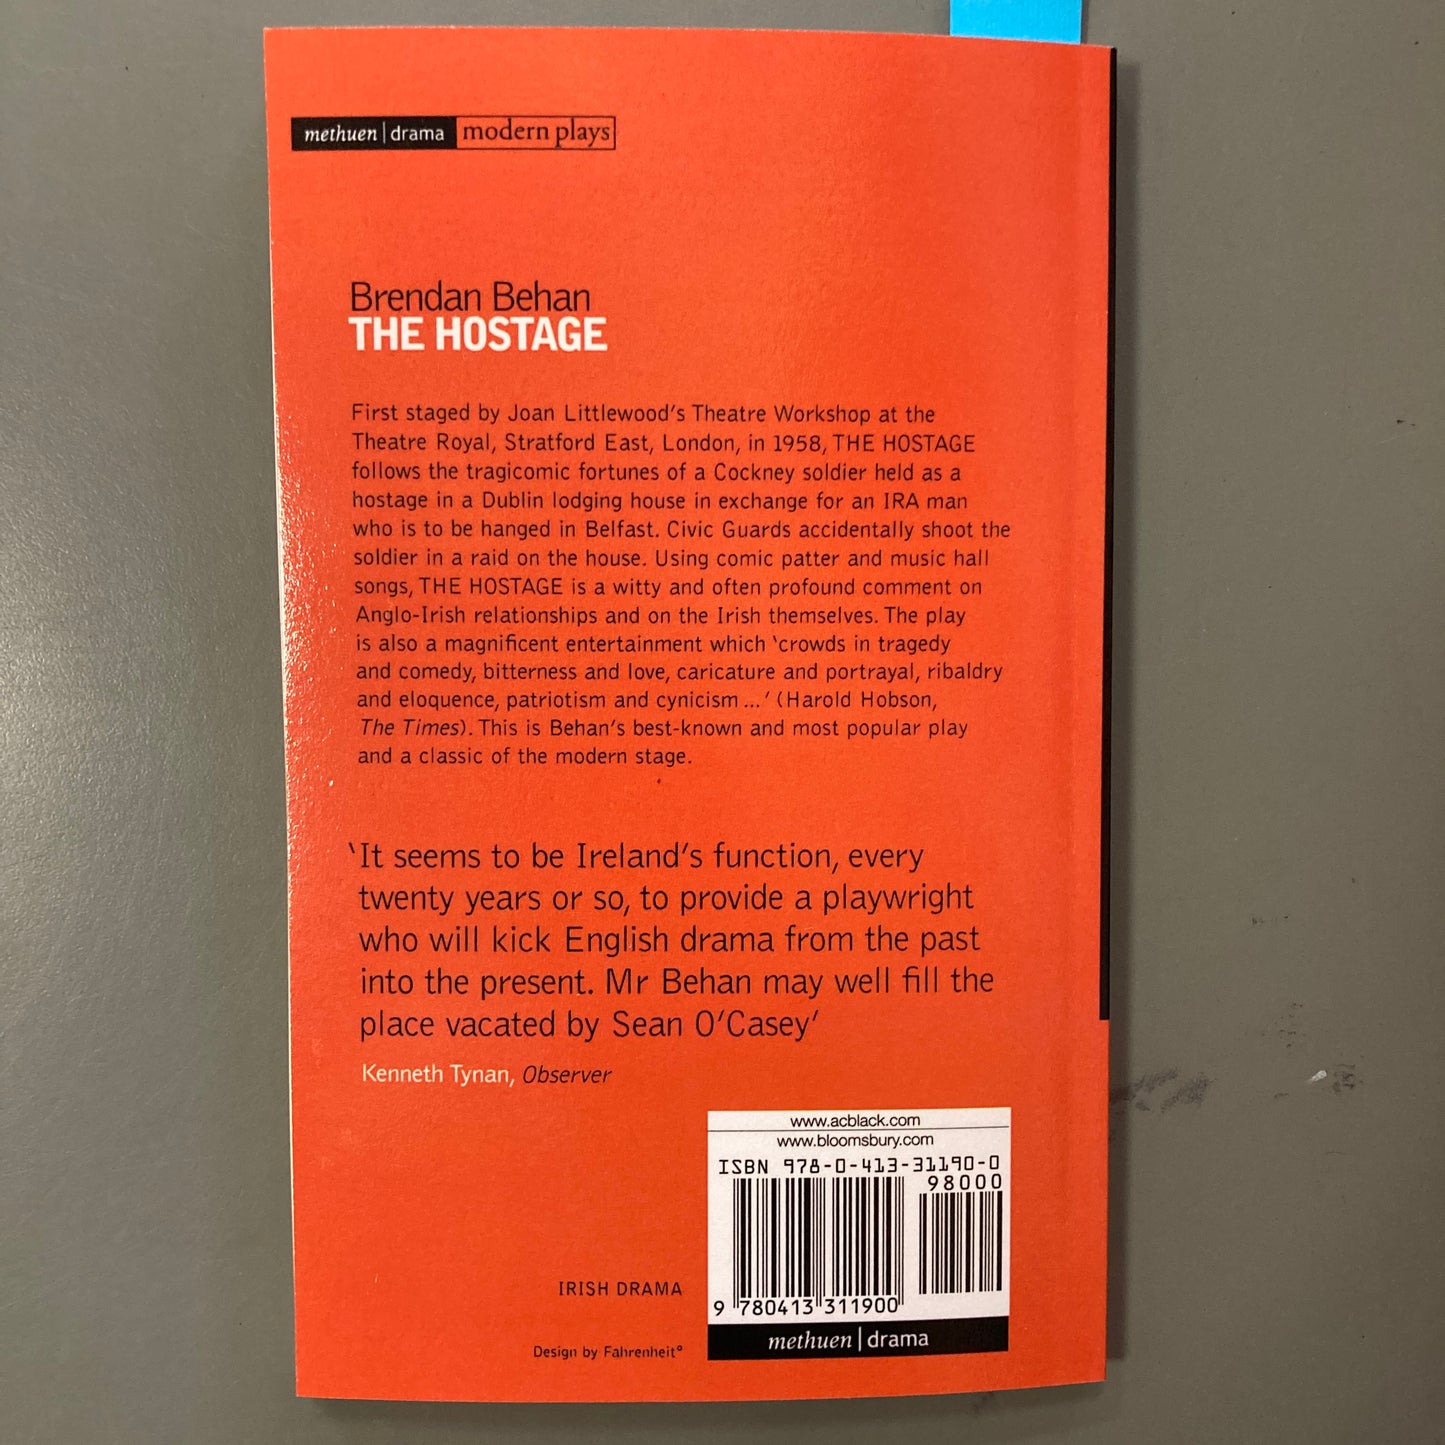 methuen|drama modern plays
Brendan Behan
THE HOSTAGE
First staged by Joan Littlewood's Theatre Workshop at the
Theatre Royal, Stratford East, London, in 1958, THE HOSTAGE
follows the tragicomic fortunes of a Cockney soldier held as a
hostage in a Dublin lodging house in exchange for an IRA man
who is to be hanged in Belfast. Civic Guards accidentally shoot the
soldier in a raid on the house. Using comic patter and music hall
songs, THE HOSTAGE is a witty and often profound comment on
Anglo-Irish relationships and on the Irish themselves. The play
is also a magnificent entertainment which 'crowds in tragedy
and comedy, bitterness and love, caricature and portrayal, ribaldry
and eloquence, patriotism and cynicism ...' (Harold Hobson,
The Times). This is Behan's best-known and most popular play
and a classic of the modern stage.
'It seems to be Ireland's function, every
twenty years or so, to provide a playwright
who will kick English drama from the past
into the present. Mr Behan may well fill the
place vacated by Sean O'Casey'
Kenneth Tynan, Observer
www.acblack.com
www.bloomsbury.com
ISBN 978-0-413-31190-0
98000
9 780413 311900
methuen|drama
IRISH DRAMA
Design by Fahrenheit°